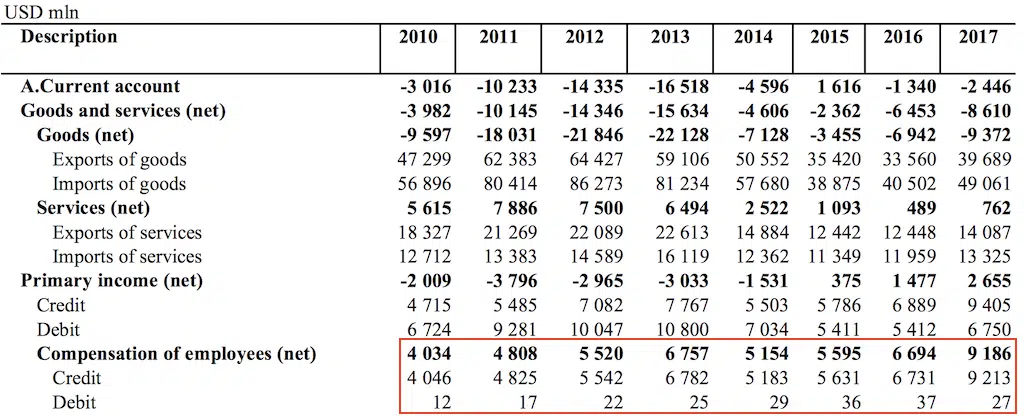 USD mln
Description 2010 2011 2012 2013 2014 2015 2016 2017
A.Current account -3 016 -10 233 -14 335 -16 518 -4 596 1 616 -1 340 -2 446
Goods and services (net) -3 982 -10 145 -14 346 -15 634 -4 606 -2 362 -6 453 -8 610
Goods (net) -9 597 -18 031 -21 846 -22 128 -7 128 -3 455 -6 942 -9 372
Exports of goods 47 299 62 383 64 427 59 106 50 552 35 420 33 560 39 689
Imports of goods 56 896 80 414 86 273 81 234 57 680 38 875 40 502 49 061
Services (net) 5 615 7 886 7 500 6 494 2 522 1 093 489 762
Exports of services 18 327 21 269 22 089 22 613 14 884 12 442 12 448 14 087
Imports of services 12 712 13 383 14 589 16 119 12 362 11 349 11 959 13 325
Primary income (net) -2 009 -3 796 -2 965 -3 033 -1 531 375 1 477 2 655
Credit 4 715 5 485 7 082 7 767 5 503 5 786 6 889 9 405
Debit 6 724 9 281 10 047 10 800 7 034 5 411 5 412 6 750
Compensation of employees (net) 4 034 4 808 5 520 6 757 5 154 5 595 6 694 9 186
Credit 4 046 4 825 5 542 6 782 5 183 5 631 6 731 9 213
Debit 12 17 22 25 29 36 37 27